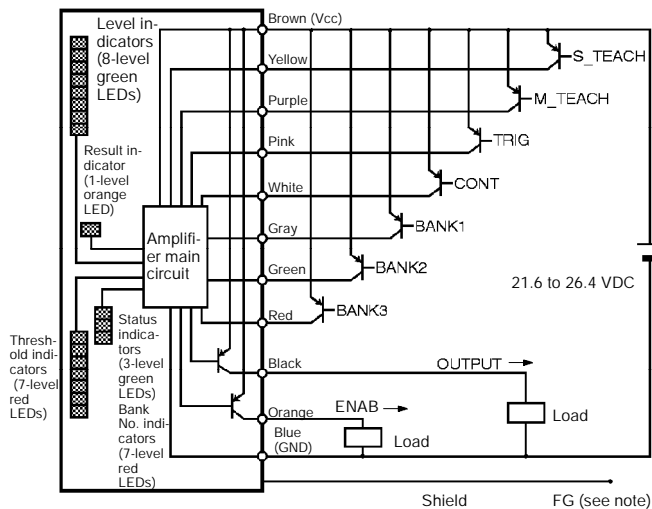 Level in-
dicators
(8-level
green
LEDs)
Result in-
dicator
(1-level
orange
LED)
Amplifi-
er main
circuit
Thresh-
old indi-
cators
(7-level
red
LEDs)
Status
indica-
tors
(3-level
green
LEDs)
Bank
No. indi-
cators
(7-level
red
LEDs)
Brown (Vcc)
Yellow
Purple
Pink
White
Gray
Green
Red
Black
Orange
Blue
(GND)
S_TEACH
M_TEACH
TRIG
CONT
BANK1
BANK2
BANK3
21.6 to 26.4 VDC
OUTPUT
ENAB
Load
Load
Shield
FG (see note)